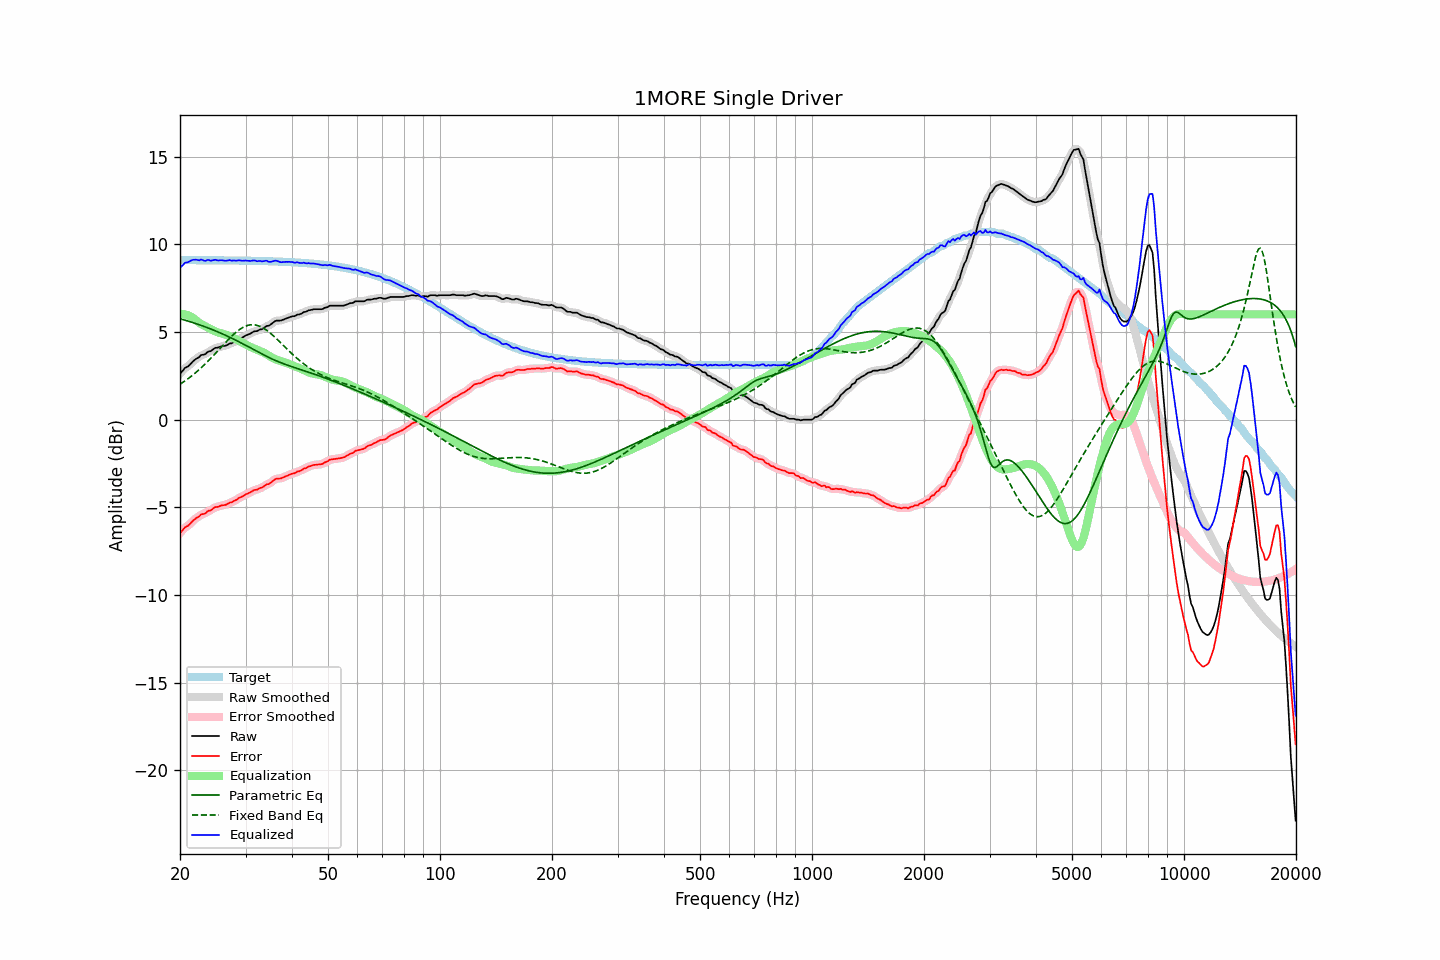 1MORE Single Driver
Amplitude (dBr)
15
10
5
0
−5
−10
−15
−20
Target
Raw Smoothed
Error Smoothed
Raw
Error
Equalization
Parametric Eq
Fixed Band Eq
Equalized
20 50 100 200 500 1000 2000 5000 10000 20000
Frequency (Hz)